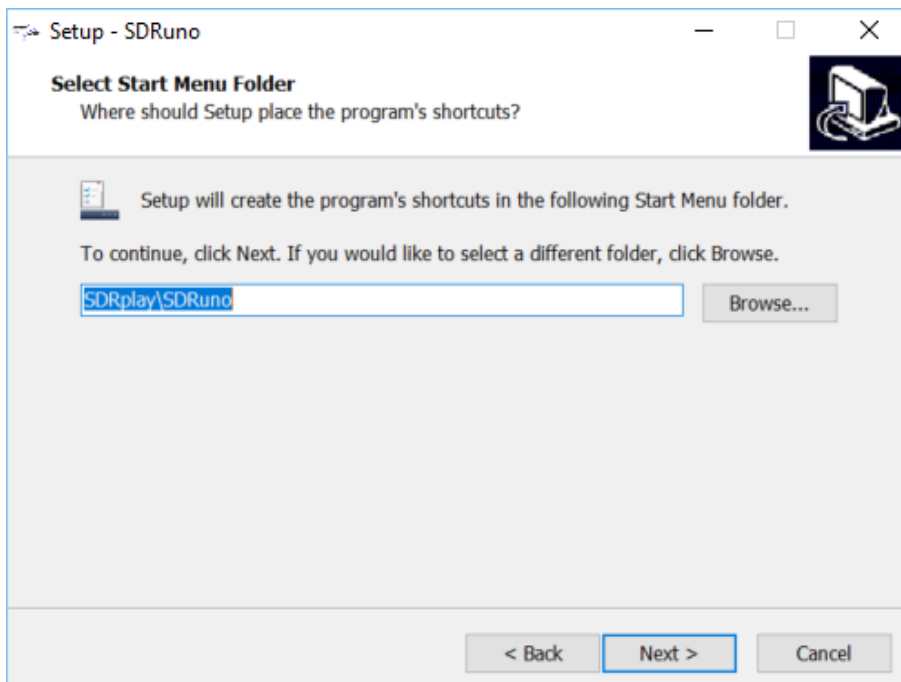 Setup - SDRuno
Select Start Menu Folder
Where should Setup place the program's shortcuts?
Setup will create the program's shortcuts in the following Start Menu folder.
To continue, click Next. If you would like to select a different folder, click Browse.
SDRplay\SDRuno
Browse...
< Back
Next >
Cancel